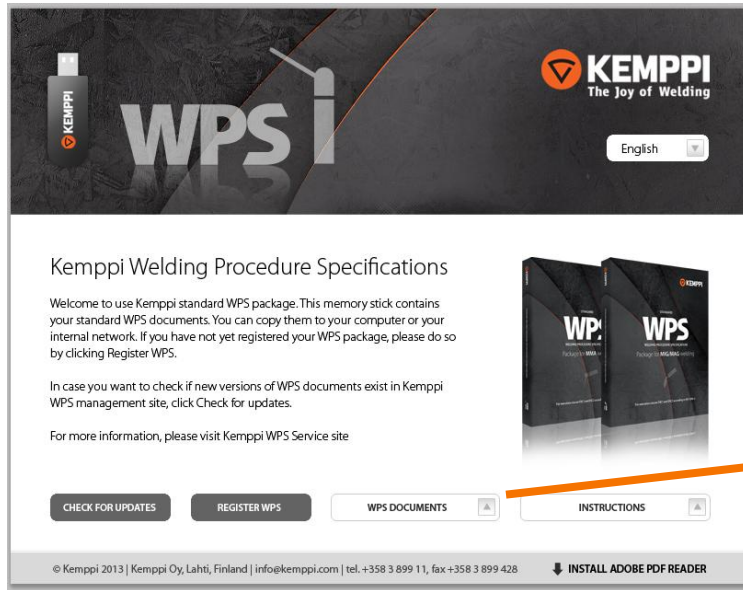 KEMPPI
WPS
KEMPPI
The Joy of Welding
English
Kemppi Welding Procedure Specifications
Welcome to use Kemppi standard WPS package. This memory stick contains
your standard WPS documents. You can copy them to your computer or your
internal network. If you have not yet registered your WPS package, please do so
by clicking Register WPS.
In case you want to check if new versions of WPS documents exist in Kemppi
WPS management site, click Check for updates.
For more information, please visit Kemppi WPS Service site
KEMPPI
WPS
WPS
Package for MMA
Package for MIG/MAG welding
CHECK FOR UPDATES
REGISTER WPS
WPS DOCUMENTS
INSTRUCTIONS
© Kemppi 2013 | Kemppi Oy, Lahti, Finland | info@kemppi.com | tel. +358 3 899 11, fax +358 3 899 428
INSTALL ADOBE PDF READER